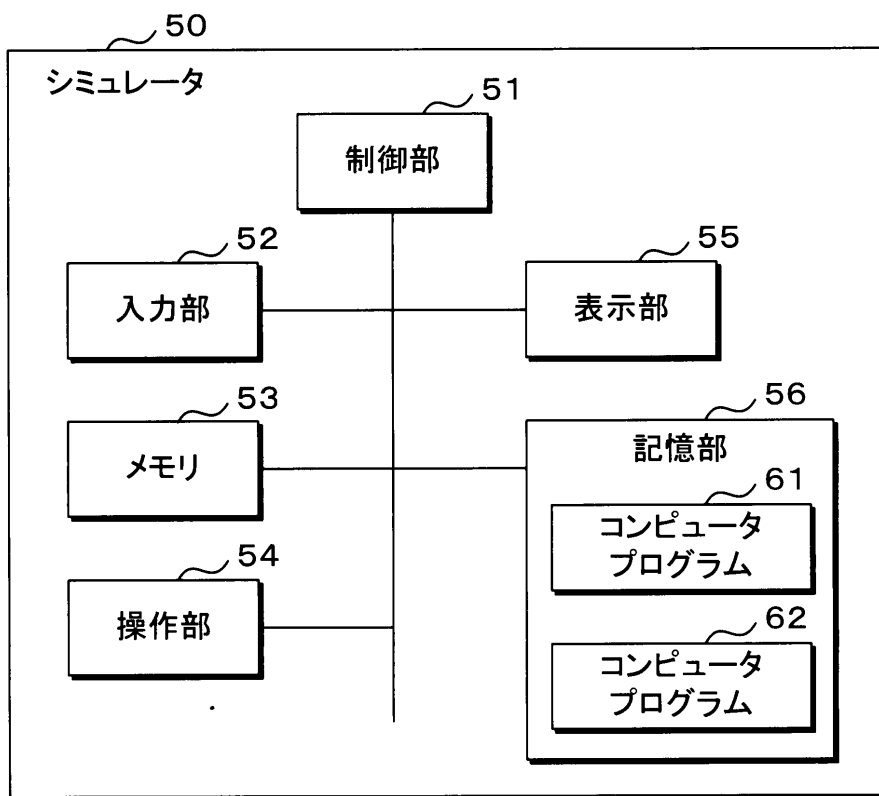 50
シミュレータ
51
制御部
52
入力部
55
表示部
53
メモリ
56
記憶部
61
コンピュータ
プログラム
54
操作部
62
コンピュータ
プログラム